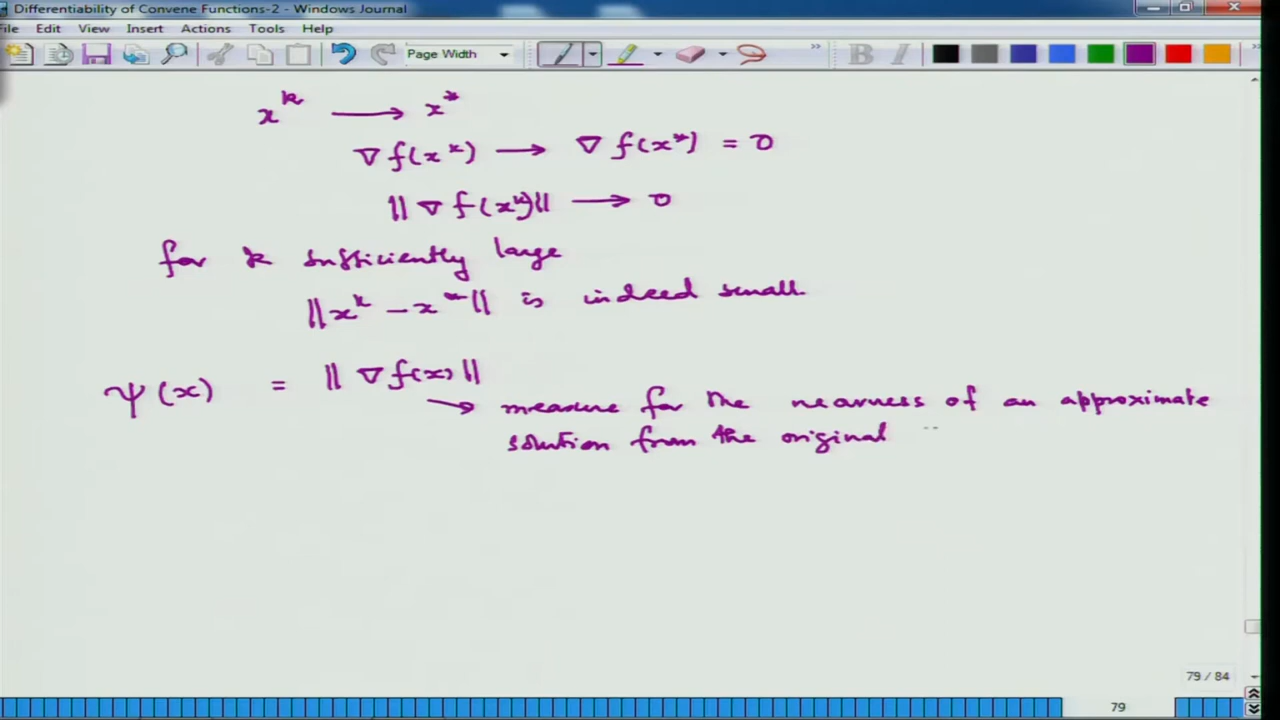 Differentiability of Convene Functions-2 - Windows Journal
File Edit View Insert Actions Tools Help
Page Width
x^k ⟶ x^*
∇f(x^k) ⟶ ∇f(x^*) = 0
‖∇f(x^k)‖ ⟶ 0
for k sufficiently large
‖x^k − x^*‖ is indeed small.
ψ(x) = ‖∇f(x)‖
→ measure for the nearness of an approximate
solution from the original
79 / 84
79